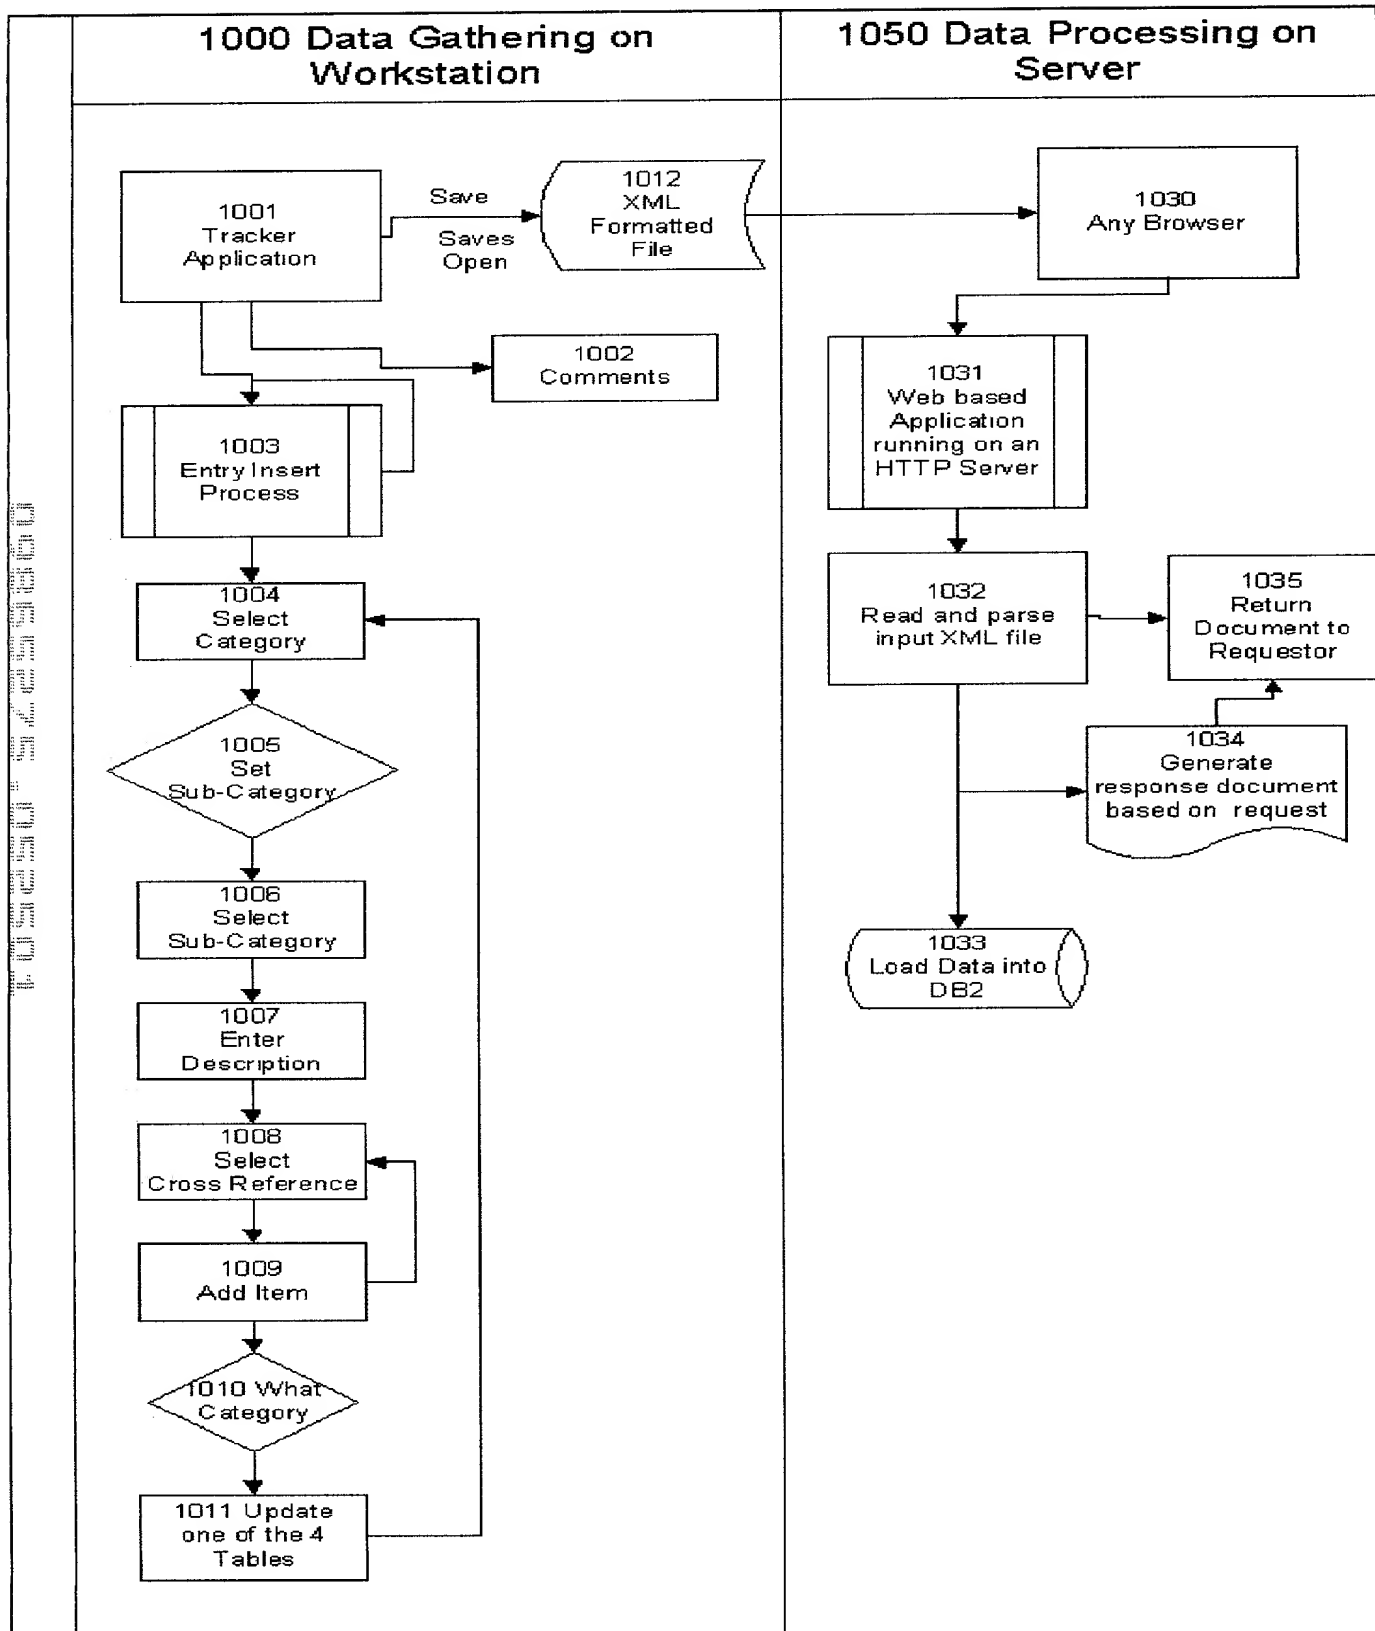 1000 Data Gathering on
Workstation
1050 Data Processing on
Server
1001
Tracker
Application
Save
Saves
Open
1012
XML
Formatted
File
1030
Any Browser
1002
Comments
1003
Entry Insert
Process
1031
Web based
Application
running on an
HTTP Server
1004
Select
Category
1032
Read and parse
input XML file
1035
Return
Document to
Requestor
1005
Set
Sub-Category
1034
Generate
response document
based on request
1006
Select
Sub-Category
1033
Load Data into
DB2
1007
Enter
Description
1008
Select
Cross Reference
1009
Add Item
1010 What
Category
1011 Update
one of the 4
Tables